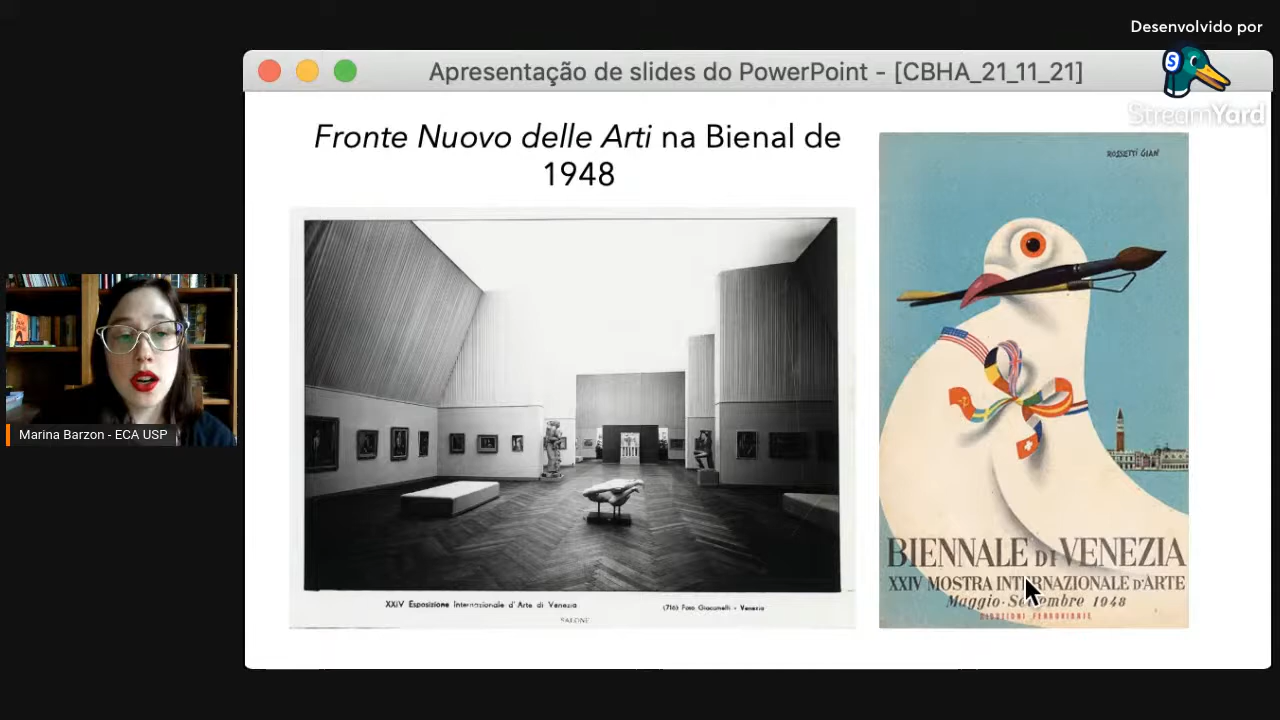 Desenvolvido por
StreamYard
Apresentação de slides do PowerPoint - [CBHA_21_11_21]
Fronte Nuovo delle Arti na Bienal de
1948
ROSSETTI GIAN
Marina Barzon - ECA USP
BIENNALE DI VENEZIA
XXIV MOSTRA INTERNAZIONALE D'ARTE
Maggio-Settembre 1948
XXIV Esposizione Internazionale d'Arte di Venezia
(716) Foto Giacomelli - Venezia
SALONE